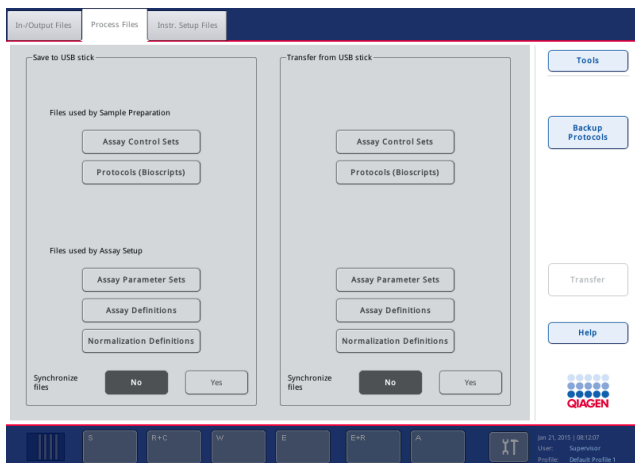 In-/Output Files
Process Files
Instr. Setup Files
Save to USB stick
Transfer from USB stick
Tools
Files used by Sample Preparation
Backup
Protocols
Assay Control Sets
Assay Control Sets
Protocols (Bioscripts)
Protocols (Bioscripts)
Files used by Assay Setup
Assay Parameter Sets
Assay Parameter Sets
Transfer
Assay Definitions
Assay Definitions
Normalization Definitions
Normalization Definitions
Help
Synchronize
files
No
Yes
Synchronize
files
No
Yes
QIAGEN
S
R+C
W
E
E+R
A
Jan 21, 2015 | 08:12:07
User: Supervisor
Profile: Default Profile 1